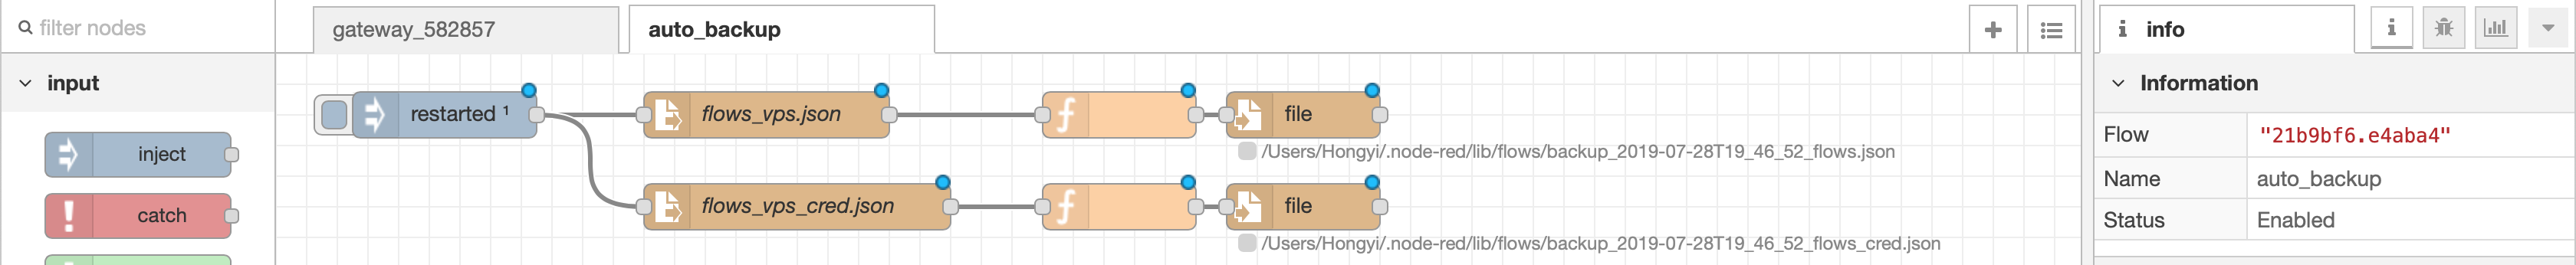 filter nodes
gateway_582857
auto_backup
info
input
Information
restarted ¹
flows_vps.json
file
/Users/Hongyi/.node-red/lib/flows/backup_2019-07-28T19_46_52_flows.json
Flow "21b9bf6.e4aba4"
inject
Name auto_backup
catch
flows_vps_cred.json
file
Status Enabled
/Users/Hongyi/.node-red/lib/flows/backup_2019-07-28T19_46_52_flows_cred.json